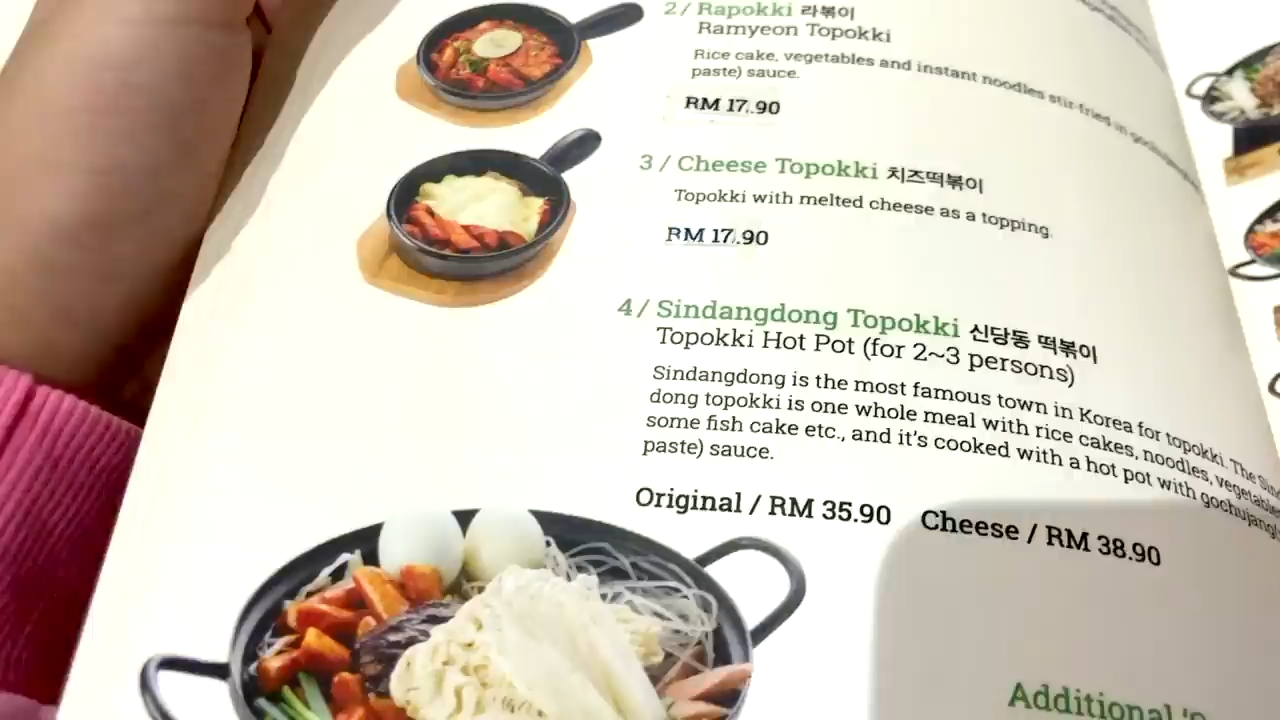 2 / Rapokki 라볶이
Ramyeon Topokki
Rice cake, vegetables and instant noodles stir-fried in gochujang
paste) sauce.
RM 17.90
3 / Cheese Topokki 치즈떡볶이
Topokki with melted cheese as a topping.
RM 17.90
4 / Sindangdong Topokki 신당동 떡볶이
Topokki Hot Pot (for 2~3 persons)
Sindangdong is the most famous town in Korea for topokki. The
dong topokki is one whole meal with rice cakes, noodles,
some fish cake etc., and it's cooked with a hot pot with gochujang
paste) sauce.
Original / RM 35.90 Cheese / RM 38.90
Additional